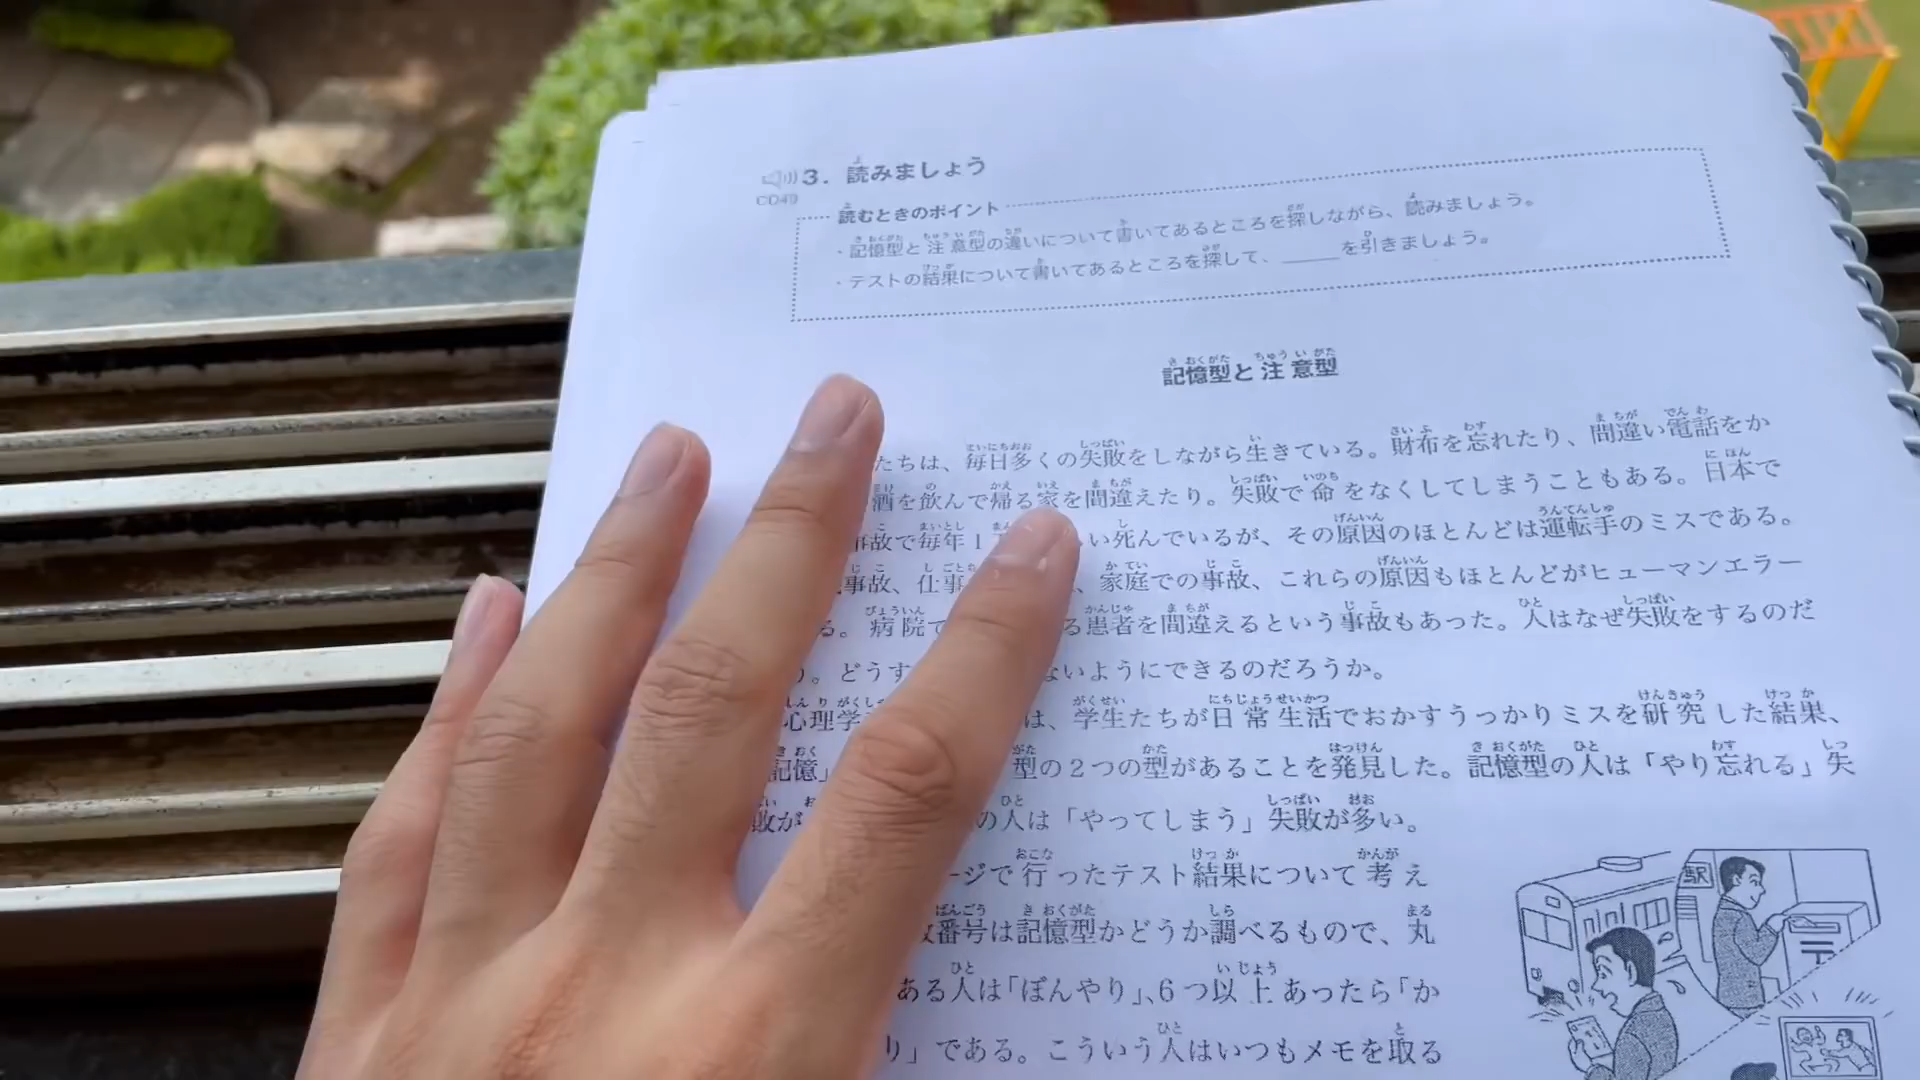 3. 読みましょう
CD49
読むときのポイント
・記憶型と注意型の違いについて書いてあるところを探しながら、読みましょう。
・テストの結果について書いてあるところを探して、_____を引きましょう。
記憶型と注意型
たちは、毎日多くの失敗をしながら生きている。財布を忘れたり、間違い電話をか
酒を飲んで帰る家を間違えたり。失敗で命をなくしてしまうこともある。日本で
事故で毎年1 い死んでいるが、その原因のほとんどは運転手のミスである。
事故、仕事 、家庭での事故、これらの原因もほとんどがヒューマンエラー
る。病院で る患者を間違えるという事故もあった。人はなぜ失敗をするのだ
。どうす ないようにできるのだろうか。
心理学 は、学生たちが日常生活でおかすうっかりミスを研究した結果、
記憶」 型の2つの型があることを発見した。記憶型の人は「やり忘れる」失
敗が の人は「やってしまう」失敗が多い。
ージで行ったテスト結果について考え
数番号は記憶型かどうか調べるもので、丸
ある人は「ぼんやり」、6つ以上あったら「か
り」である。こういう人はいつもメモを取る
駅